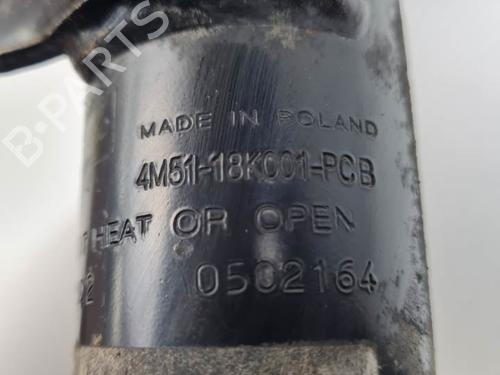 MADE IN POLAND
4M51-18K001-PCB
HEAT OR OPEN
0502164
B-PARTS